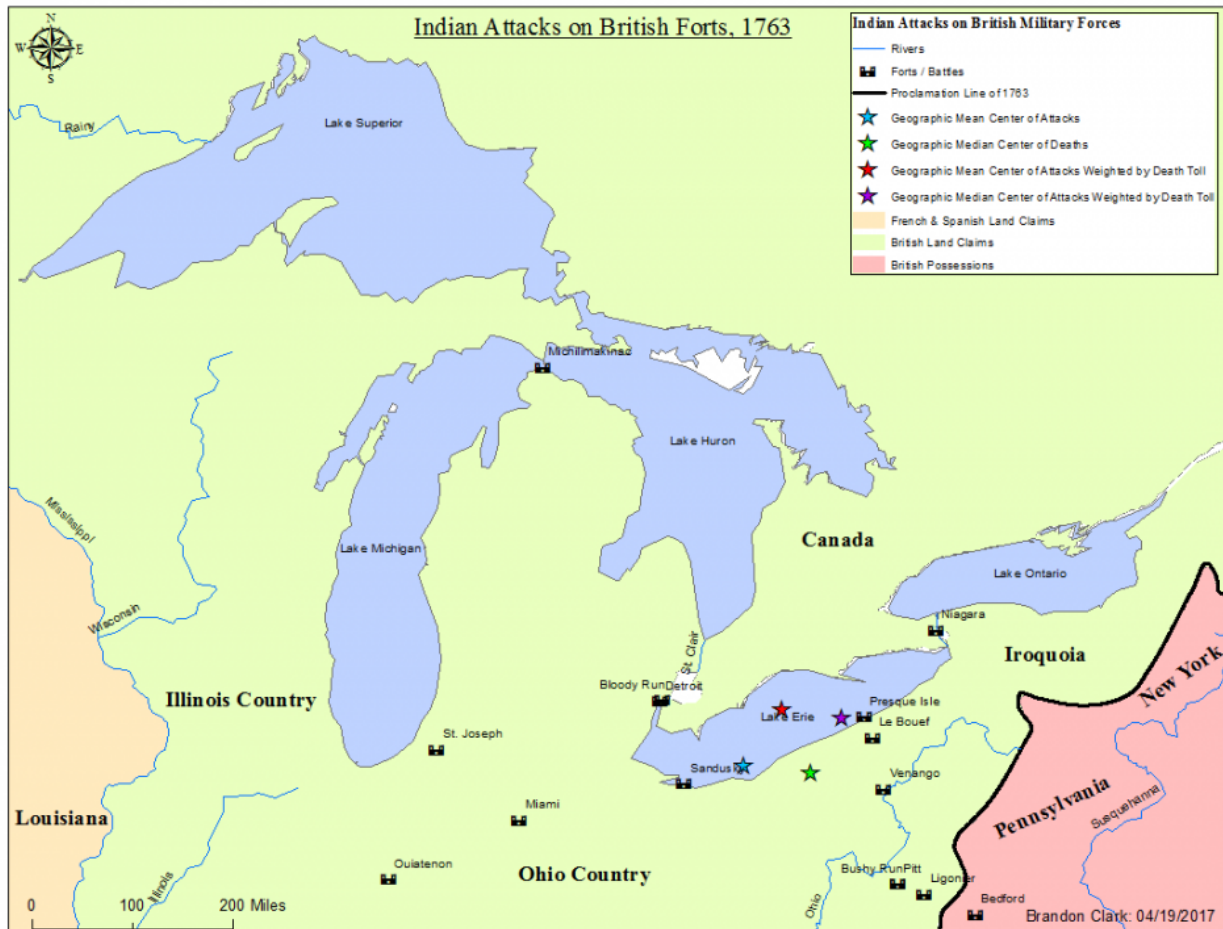 Indian Attacks on British Forts, 1763
N
W
E
S
Indian Attacks on British Military Forces
Rivers
Forts / Battles
Proclamation Line of 1763
Geographic Mean Center of Attacks
Geographic Median Center of Deaths
Geographic Mean Center of Attacks Weighted by Death Toll
Geographic Median Center of Attacks Weighted by Death Toll
French & Spanish Land Claims
British Land Claims
British Possessions
Rainy
Lake Superior
Michilimakinac
Lake Huron
Mississippi
Lake Michigan
Canada
Lake Ontario
Wisconsin
Niagara
St. Clair
Iroquoia
New York
Illinois Country
Bloody Run
Detroit
Presque Isle
Lake Erie
Le Bouef
St. Joseph
Sandusky
Venango
Pennsylvania
Susquehanna
Miami
Louisiana
Ohio Country
Ouiatenon
Illinois
Bushy Run
Pitt
Ligonier
Ohio
Bedford
0 100 200 Miles
Brandon Clark: 04/19/2017